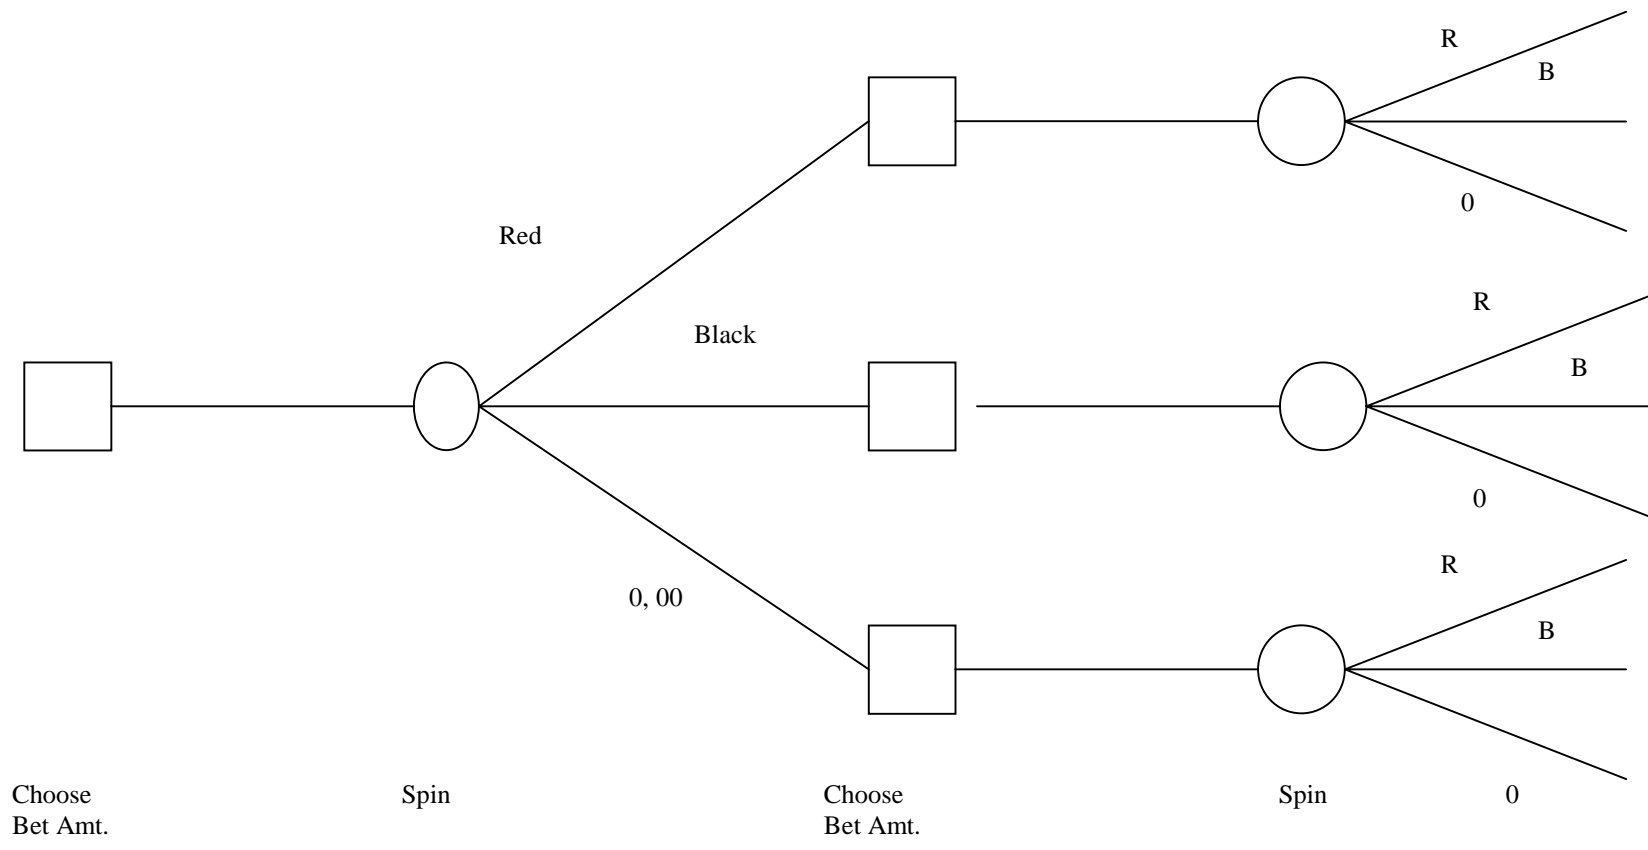 R
B
0
Red
R
Black
B
0
R
0, 00
B
Choose
Bet Amt.
Spin
Choose
Bet Amt.
Spin
0